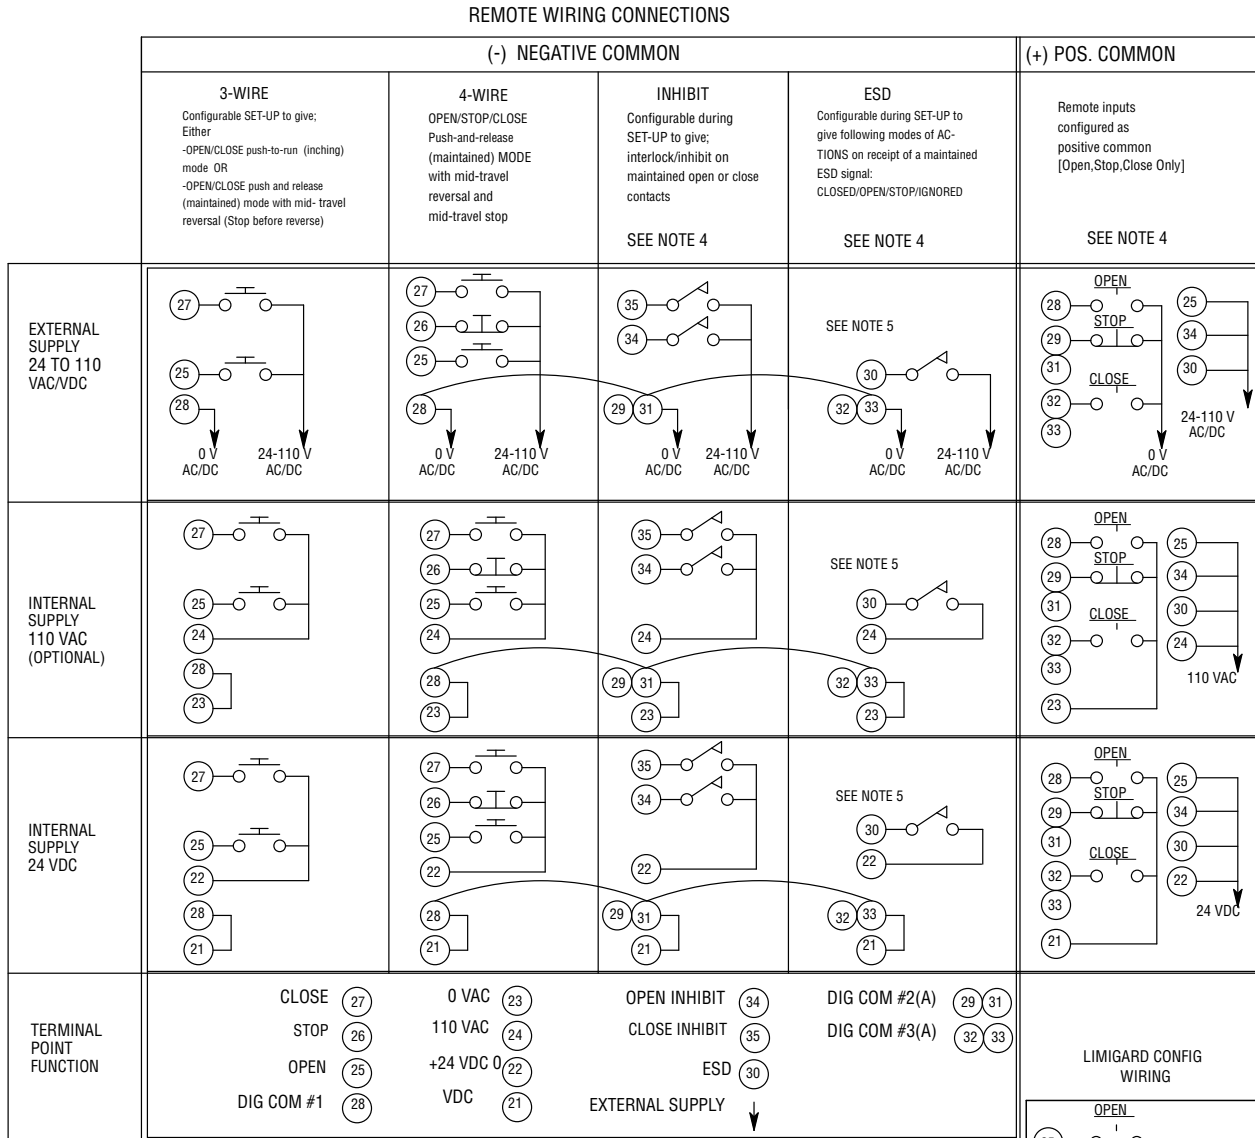 REMOTE WIRING CONNECTIONS
(-) NEGATIVE COMMON
(+) POS. COMMON
3-WIRE
Configurable SET-UP to give;
Either
-OPEN/CLOSE push-to-run (inching)
mode OR
-OPEN/CLOSE push and release
(maintained) mode with mid- travel
reversal (Stop before reverse)
4-WIRE
OPEN/STOP/CLOSE
Push-and-release
(maintained) MODE
with mid-travel
reversal and
mid-travel stop
INHIBIT
Configurable during
SET-UP to give;
interlock/inhibit on
maintained open or close
contacts
SEE NOTE 4
ESD
Configurable during SET-UP to
give following modes of AC-
TIONS on receipt of a maintained
ESD signal:
CLOSED/OPEN/STOP/IGNORED
SEE NOTE 4
Remote inputs
configured as
positive common
[Open,Stop,Close Only]
SEE NOTE 4
EXTERNAL
SUPPLY
24 TO 110
VAC/VDC
27
25
28
0 V
AC/DC
24-110 V
AC/DC
27
26
25
28
0 V
AC/DC
24-110 V
AC/DC
35
34
29 31
0 V
AC/DC
24-110 V
AC/DC
SEE NOTE 5
30
32 33
0 V
AC/DC
24-110 V
AC/DC
OPEN
28
STOP
29
31
CLOSE
32
33
0 V
AC/DC
25
34
30
24-110 V
AC/DC
INTERNAL
SUPPLY
110 VAC
(OPTIONAL)
27
25
24
28
23
27
26
25
24
28
23
35
34
24
29 31
23
SEE NOTE 5
30
24
32 33
23
OPEN
28
STOP
29
31
CLOSE
32
33
23
25
34
30
24
110 VAC
INTERNAL
SUPPLY
24 VDC
27
25
22
28
21
27
26
25
22
28
21
35
34
22
29 31
21
SEE NOTE 5
30
22
32 33
21
OPEN
28
STOP
29
31
CLOSE
32
33
21
25
34
30
22
24 VDC
TERMINAL
POINT
FUNCTION
CLOSE 27
STOP 26
OPEN 25
DIG COM #1 28
0 VAC 23
110 VAC 24
+24 VDC 0 22
VDC 21
OPEN INHIBIT 34
CLOSE INHIBIT 35
ESD 30
EXTERNAL SUPPLY
DIG COM #2(A) 29 31
DIG COM #3(A) 32 33
LIMIGARD CONFIG
WIRING
OPEN